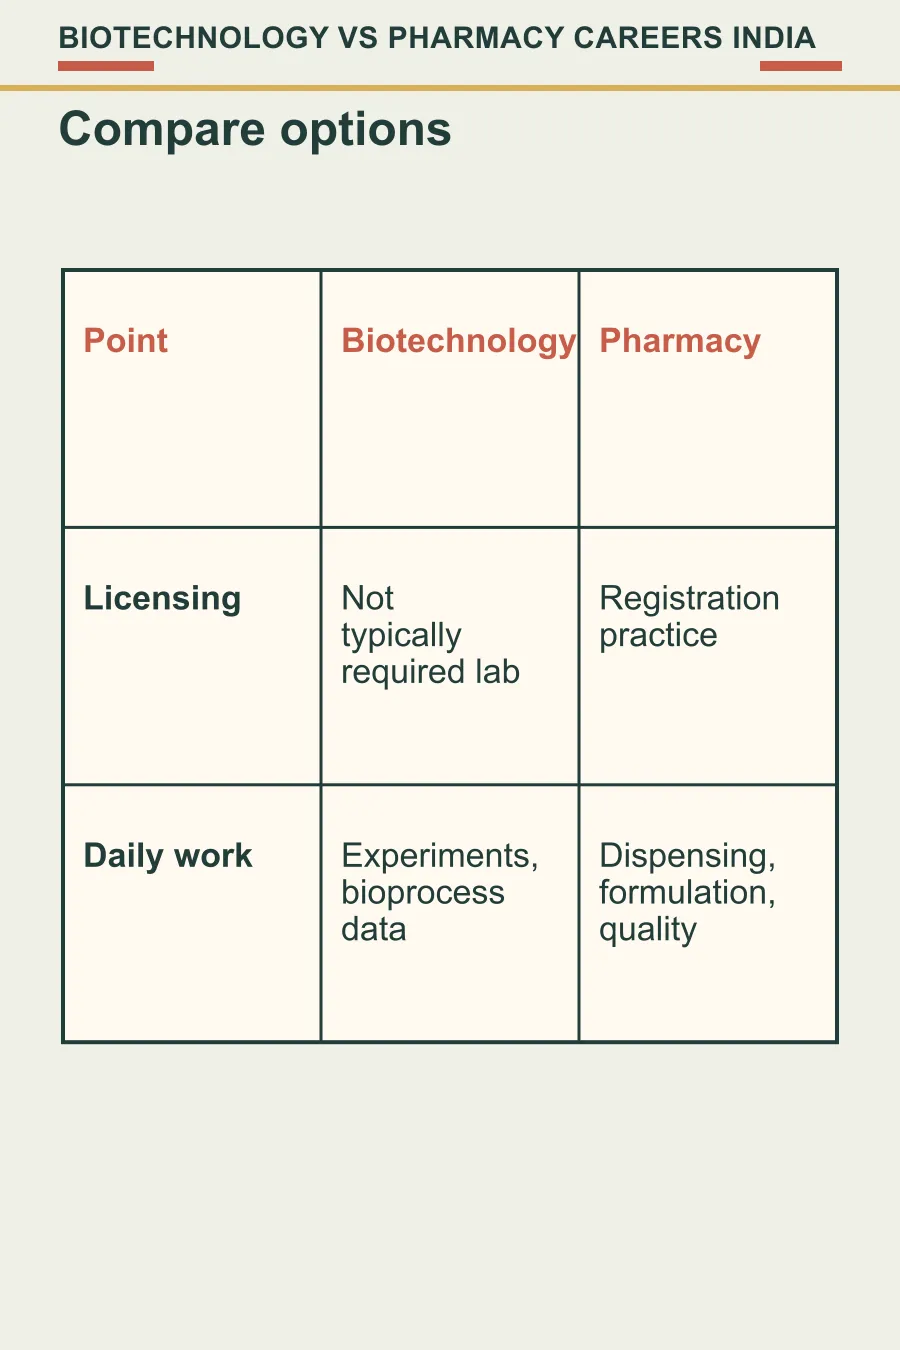 BIOTECHNOLOGY VS PHARMACY CAREERS INDIA
Compare options
Point
Biotechnology
Pharmacy
Licensing
Not
typically
required lab
Registration
practice
Daily work
Experiments,
bioprocess
data
Dispensing,
formulation,
quality